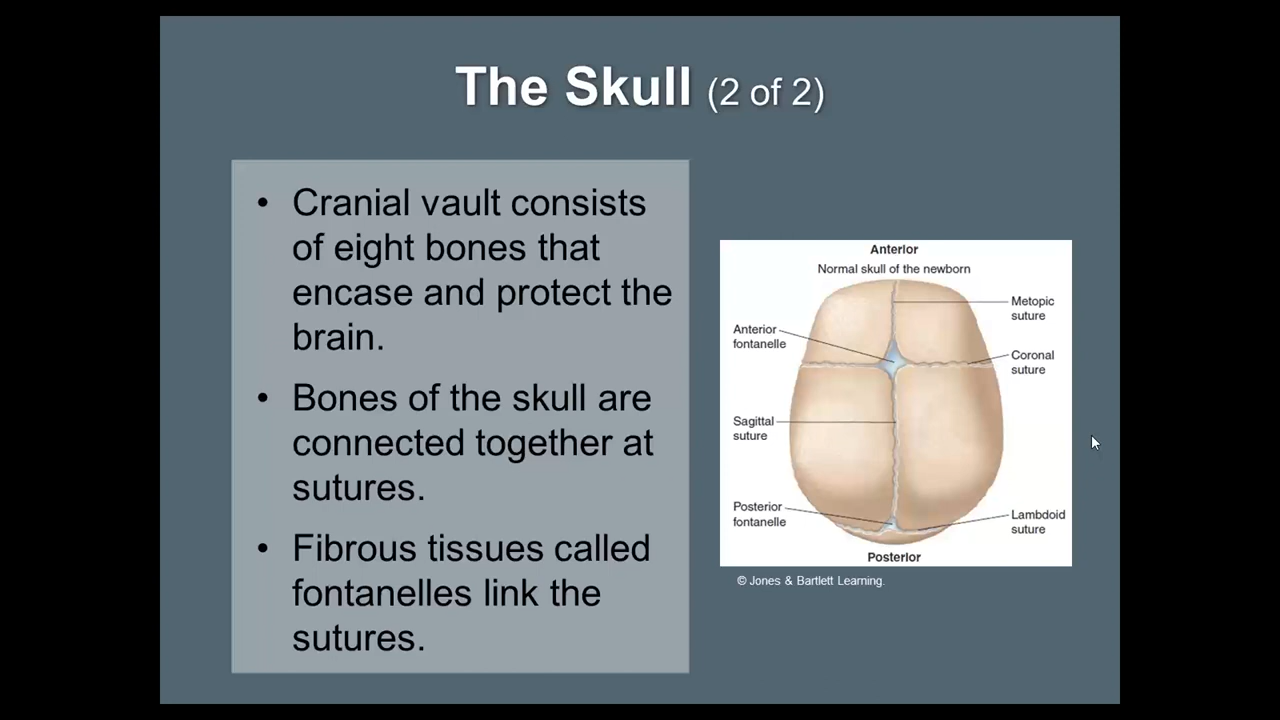 The Skull (2 of 2)
• Cranial vault consists
of eight bones that
encase and protect the
brain.
• Bones of the skull are
connected together at
sutures.
• Fibrous tissues called
fontanelles link the
sutures.
Anterior
Normal skull of the newborn
Metopic
suture
Anterior
fontanelle
Coronal
suture
Sagittal
suture
Posterior
fontanelle
Lambdoid
suture
Posterior
© Jones & Bartlett Learning.